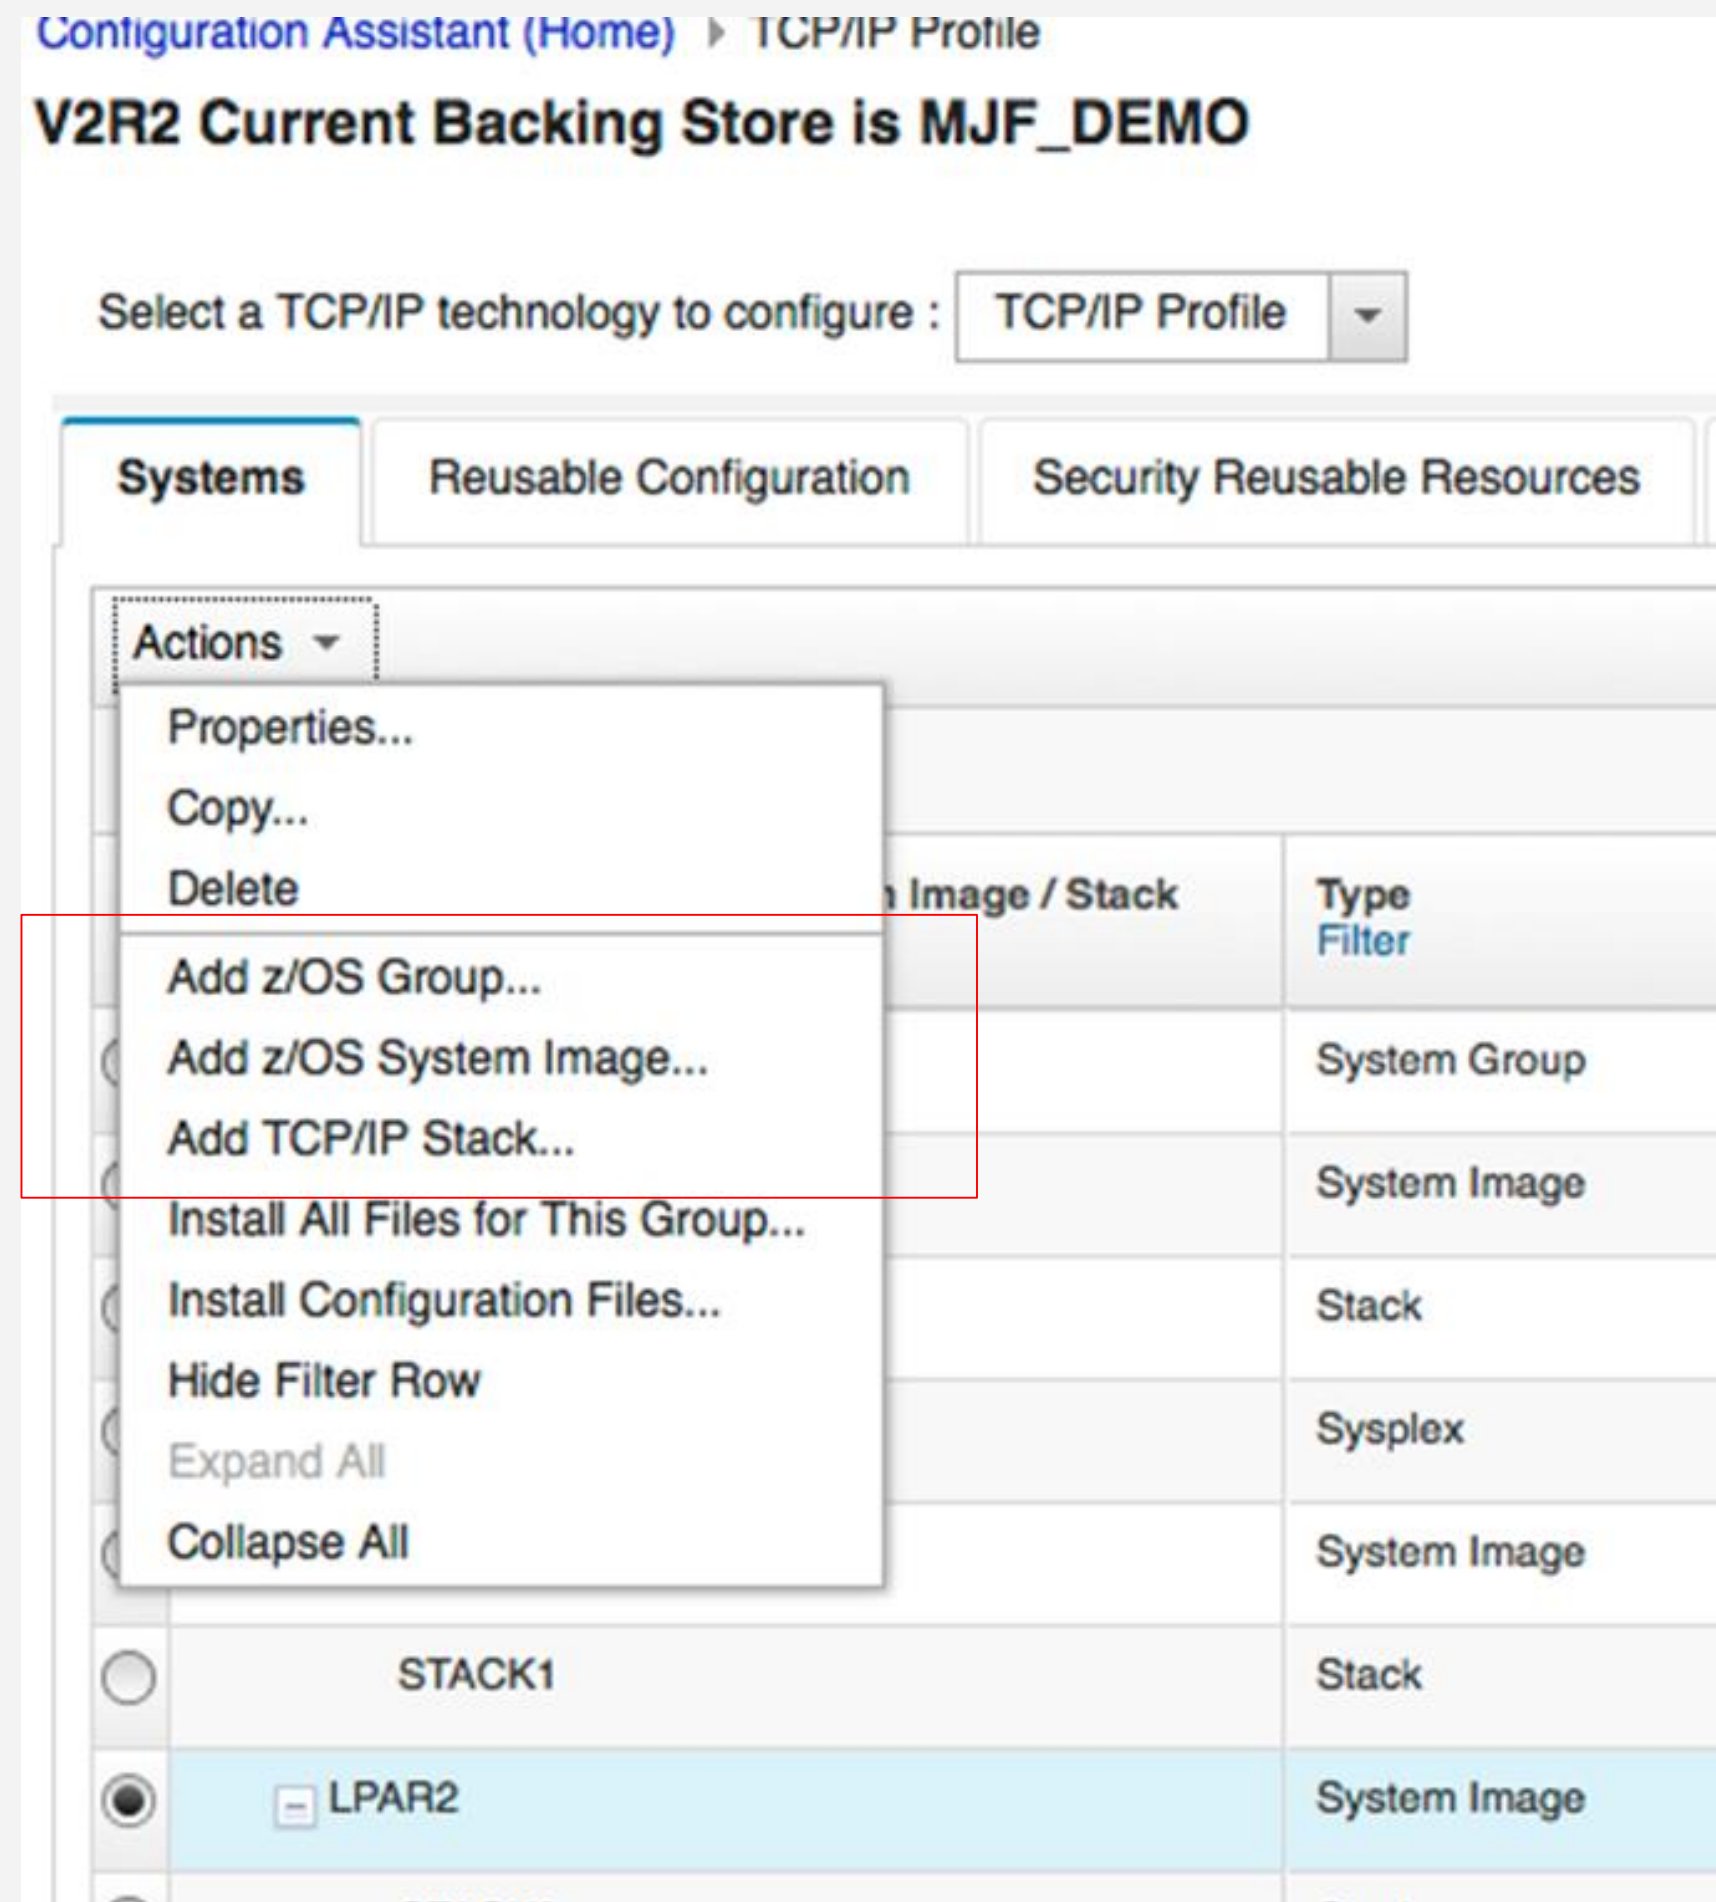 Configuration Assistant (Home) TCP/IP Profile
V2R2 Current Backing Store is MJF_DEMO
Select a TCP/IP technology to configure : TCP/IP Profile
Systems Reusable Configuration Security Reusable Resources
Actions
Properties...
Copy...
Delete
Image / Stack Type
Filter
Add z/OS Group...
System Group
Add z/OS System Image...
Add TCP/IP Stack...
System Image
Install All Files for This Group...
Install Configuration Files...
Stack
Hide Filter Row
Sysplex
Expand All
Collapse All
System Image
STACK1 Stack
LPAR2 System Image